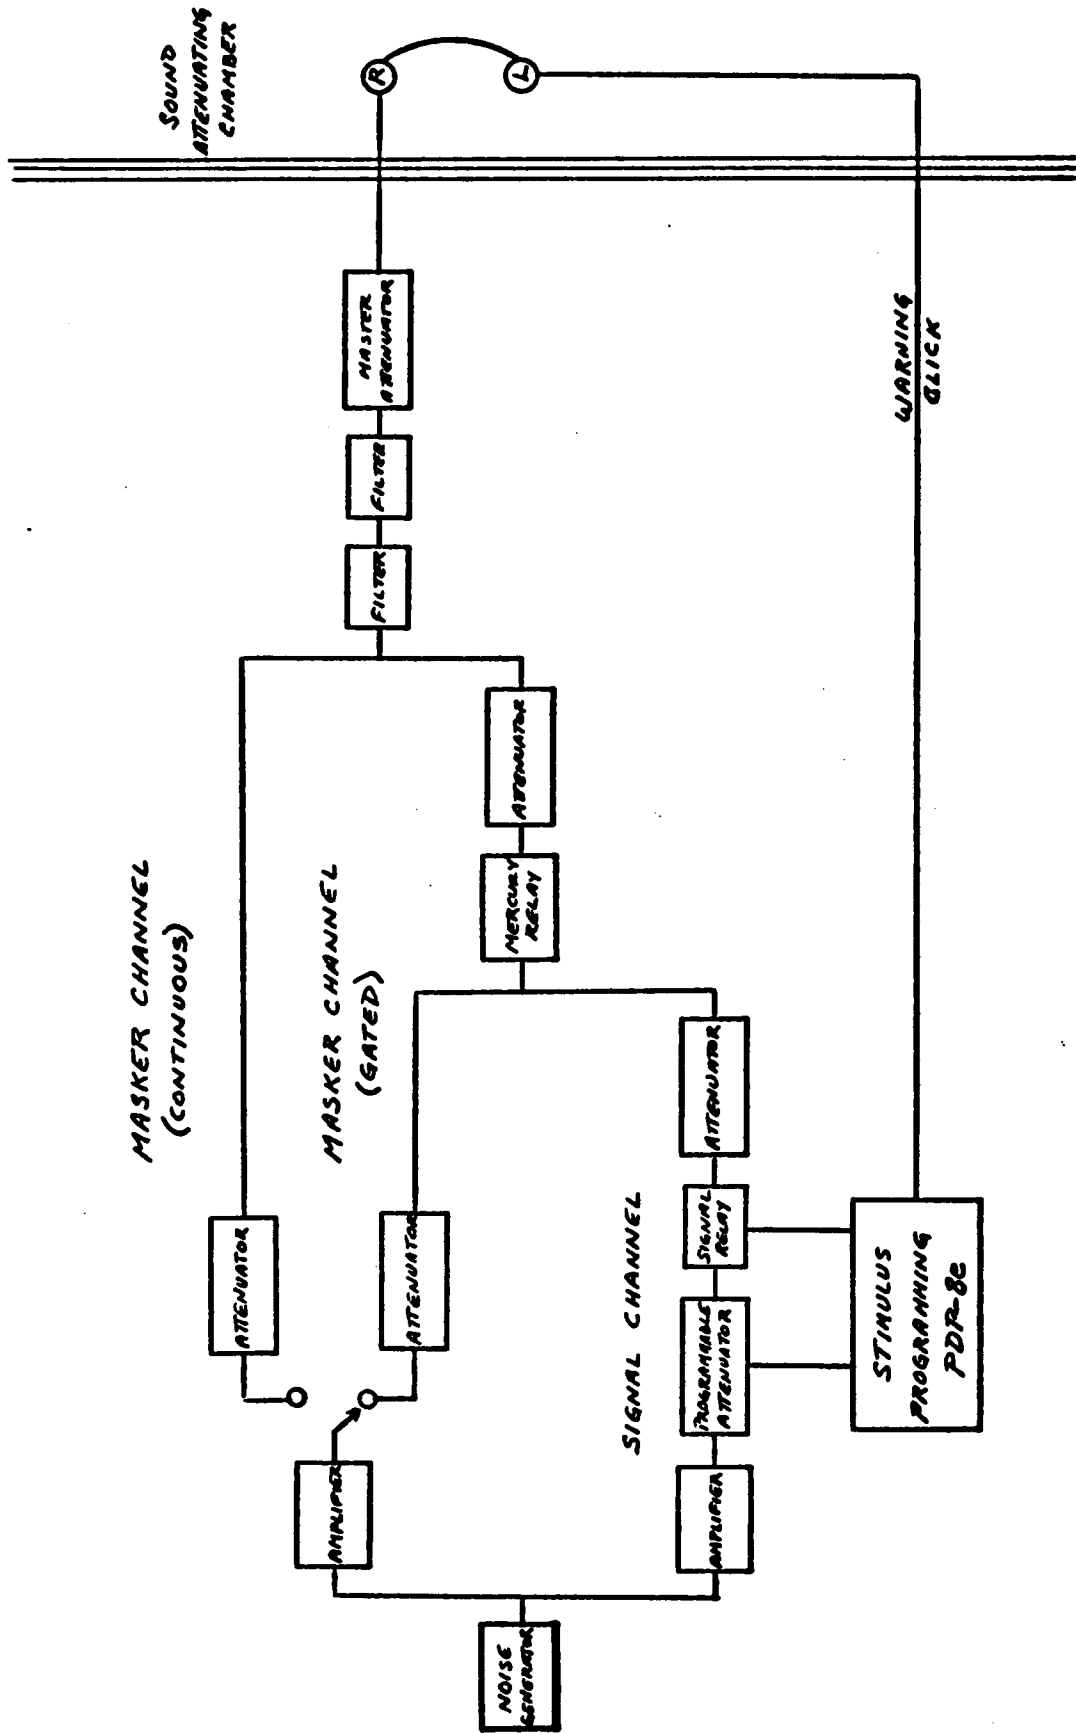 SOUND
ATTENUATING
CHAMBER
R
L
MASTER
ATTENUATOR
FILTER
FILTER
WARNING
CLICK
ATTENUATOR
MERCURY
RELAY
MASKER CHANNEL
(CONTINUOUS)
MASKER CHANNEL
(GATED)
ATTENUATOR
ATTENUATOR
ATTENUATOR
SIGNAL
RELAY
PROGRAMMABLE
ATTENUATOR
SIGNAL CHANNEL
AMPLIFIER
AMPLIFIER
STIMULUS
PROGRAMMING
PDP-8e
NOISE
GENERATOR